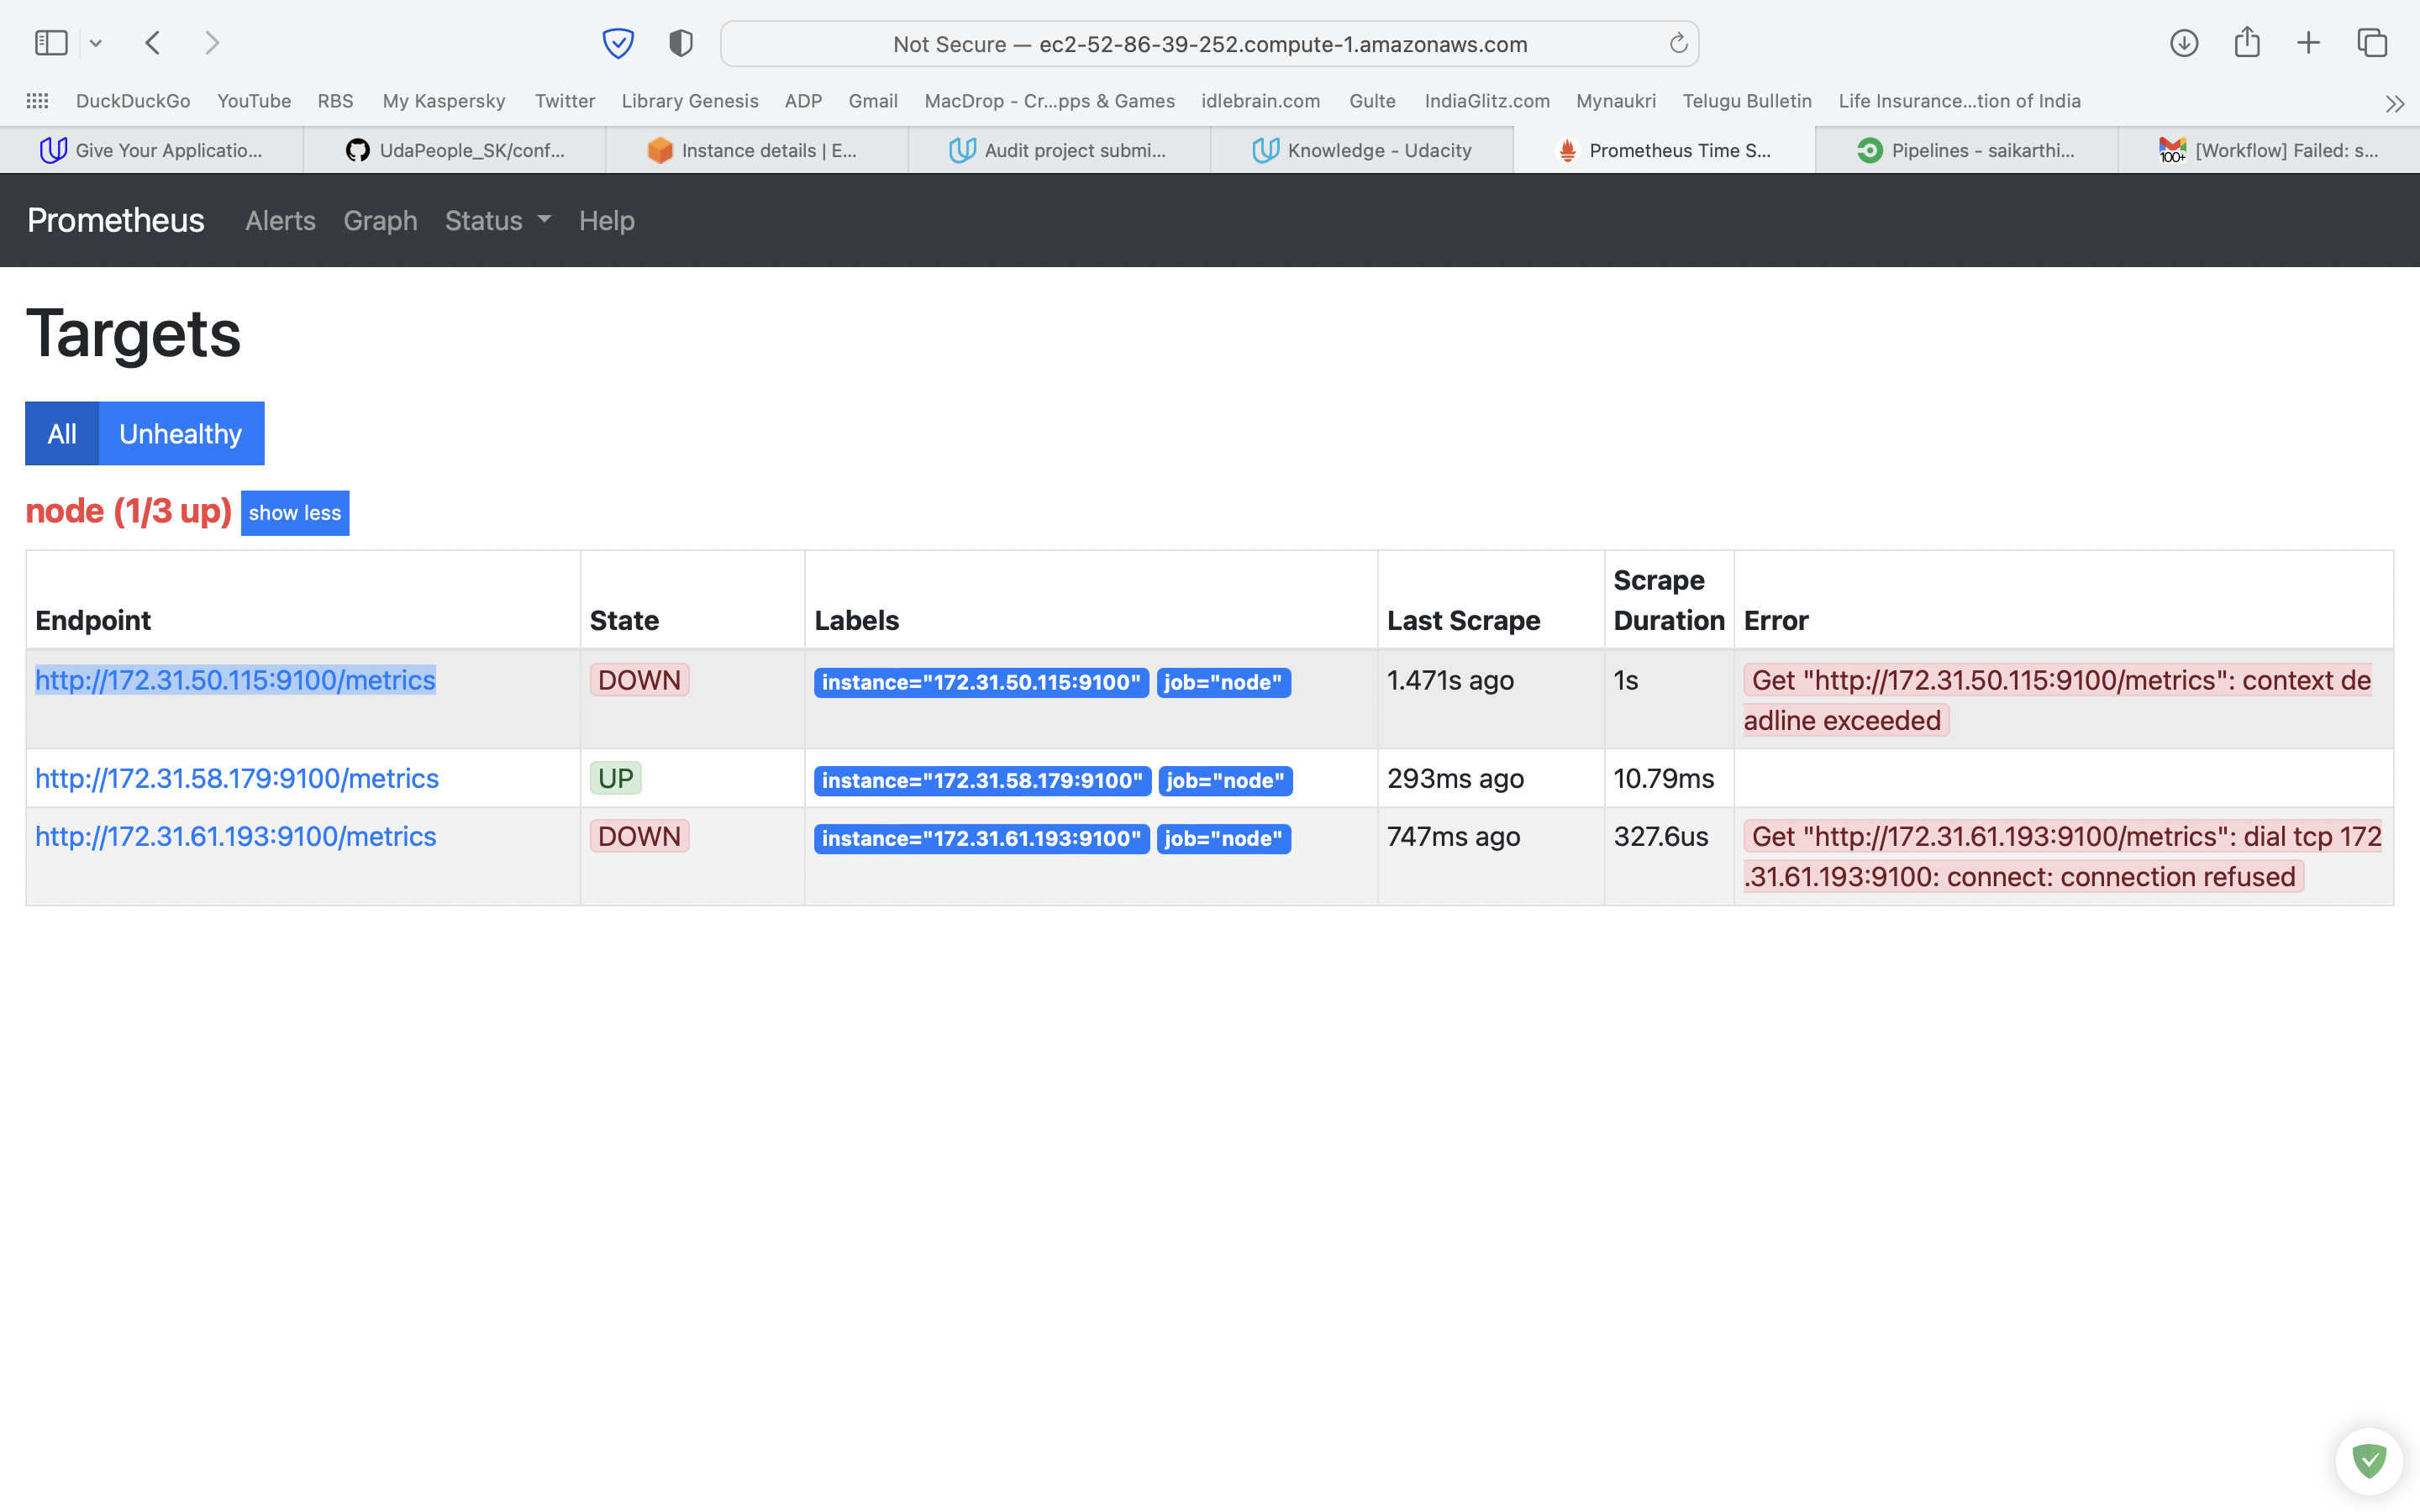 Not Secure — ec2-52-86-39-252.compute-1.amazonaws.com
DuckDuckGo YouTube RBS My Kaspersky Twitter Library Genesis ADP Gmail MacDrop - Cr...pps & Games idlebrain.com Gulte IndiaGlitz.com Mynaukri Telugu Bulletin Life Insurance...tion of India
Give Your Applicatio... UdaPeople_SK/conf... Instance details | E... Audit project submi... Knowledge - Udacity Prometheus Time S... Pipelines - saikarthi... 100+ [Workflow] Failed: s...
Prometheus Alerts Graph Status Help
Targets
All Unhealthy
node (1/3 up) show less
Endpoint State Labels Last Scrape Scrape Duration Error
http://172.31.50.115:9100/metrics DOWN instance="172.31.50.115:9100" job="node" 1.471s ago 1s Get "http://172.31.50.115:9100/metrics": context de
adline exceeded
http://172.31.58.179:9100/metrics UP instance="172.31.58.179:9100" job="node" 293ms ago 10.79ms
http://172.31.61.193:9100/metrics DOWN instance="172.31.61.193:9100" job="node" 747ms ago 327.6us Get "http://172.31.61.193:9100/metrics": dial tcp 172
.31.61.193:9100: connect: connection refused